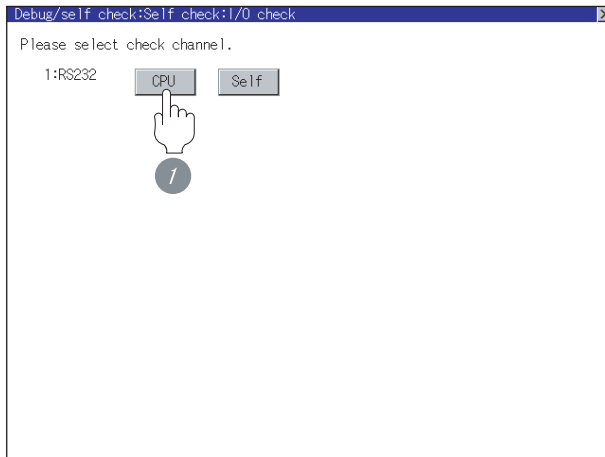 Debug/self check:Self check:I/O check
Please select check channel.
1:RS232 CPU Self
1